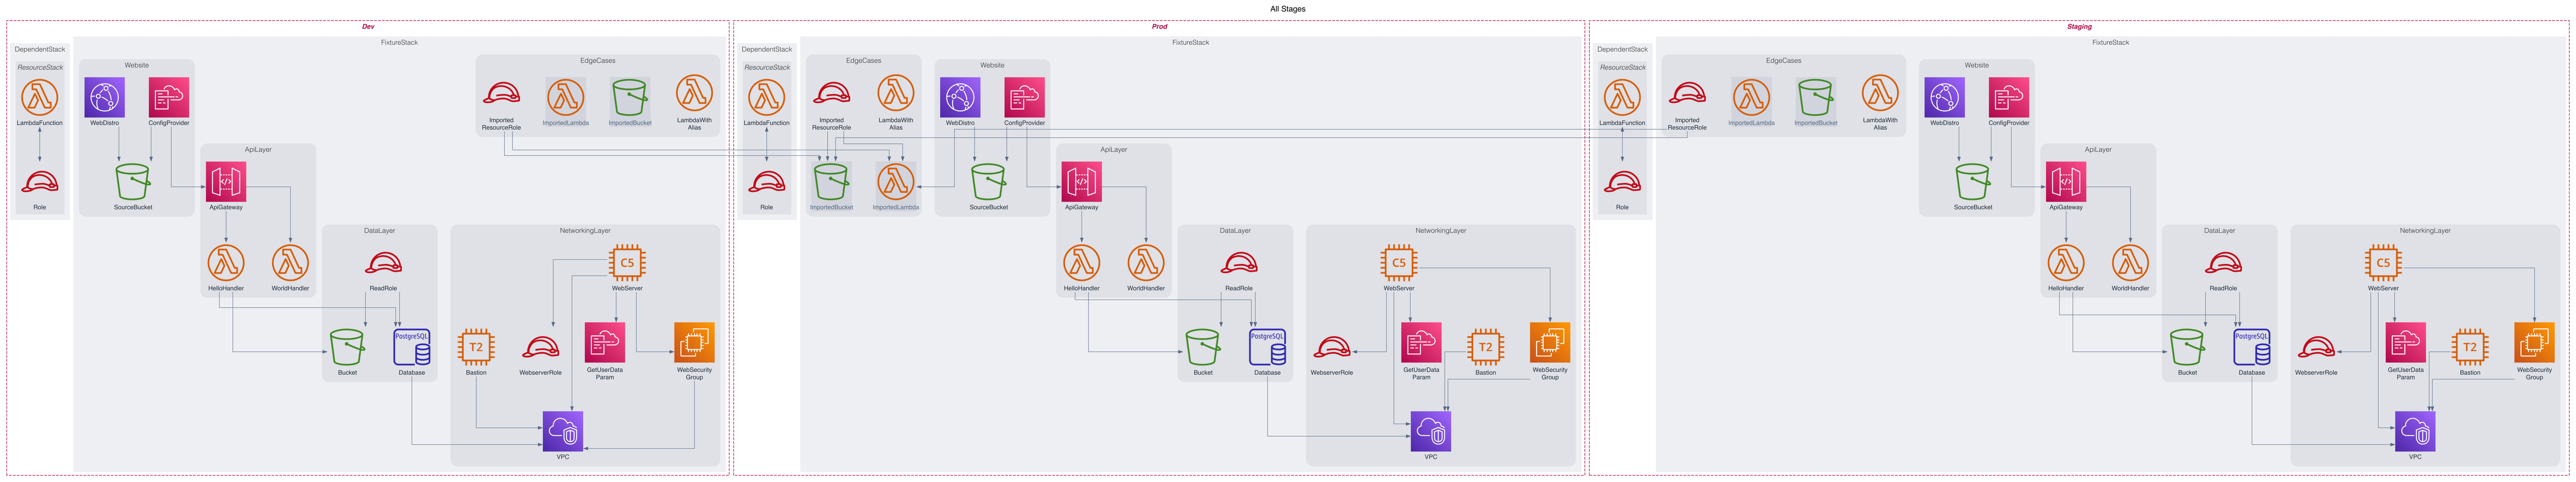 All Stages
Dev
DependentStack
ResourceStack
LambdaFunction
Role
FixtureStack
Website
WebDistro
ConfigProvider
SourceBucket
EdgeCases
Imported
ResourceRole
ImportedLambda
ImportedBucket
LambdaWith
Alias
ApiLayer
</>
ApiGateway
HelloHandler
WorldHandler
DataLayer
ReadRole
Bucket
PostgreSQL
Database
NetworkingLayer
C5
WebServer
T2
Bastion
WebserverRole
GetUserData
Param
WebSecurity
Group
VPC
Prod
DependentStack
ResourceStack
LambdaFunction
Role
FixtureStack
EdgeCases
Imported
ResourceRole
LambdaWith
Alias
ImportedBucket
ImportedLambda
Website
WebDistro
ConfigProvider
SourceBucket
ApiLayer
</>
ApiGateway
HelloHandler
WorldHandler
DataLayer
ReadRole
Bucket
PostgreSQL
Database
NetworkingLayer
C5
WebServer
WebserverRole
GetUserData
Param
T2
Bastion
WebSecurity
Group
VPC
Staging
DependentStack
ResourceStack
LambdaFunction
Role
FixtureStack
EdgeCases
Imported
ResourceRole
ImportedLambda
ImportedBucket
LambdaWith
Alias
Website
WebDistro
ConfigProvider
SourceBucket
ApiLayer
</>
ApiGateway
HelloHandler
WorldHandler
DataLayer
ReadRole
Bucket
PostgreSQL
Database
NetworkingLayer
C5
WebServer
WebserverRole
GetUserData
Param
T2
Bastion
WebSecurity
Group
VPC